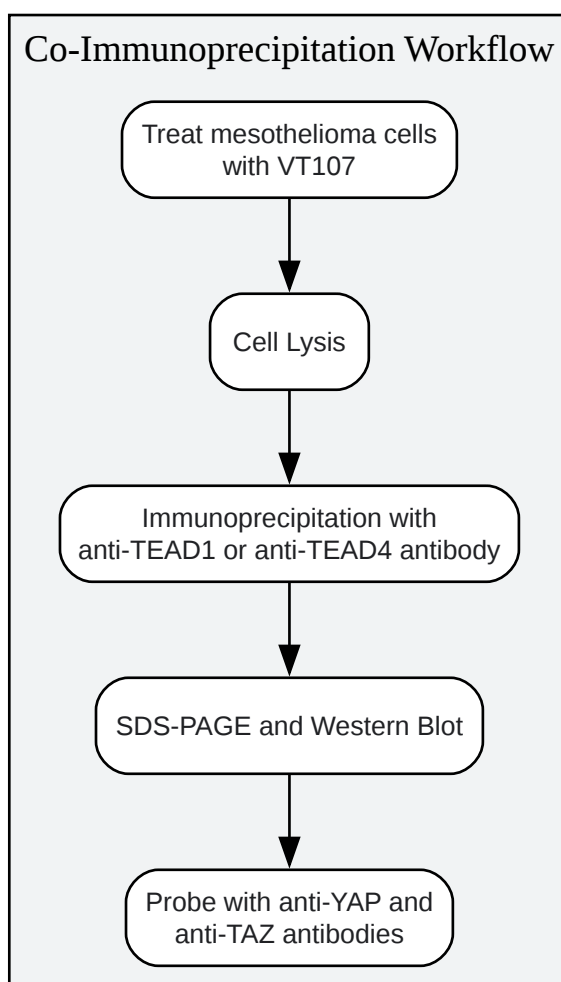 Co-Immunoprecipitation Workflow
Treat mesothelioma cells
with VT107
Cell Lysis
Immunoprecipitation with
anti-TEAD1 or anti-TEAD4 antibody
SDS-PAGE and Western Blot
Probe with anti-YAP and
anti-TAZ antibodies